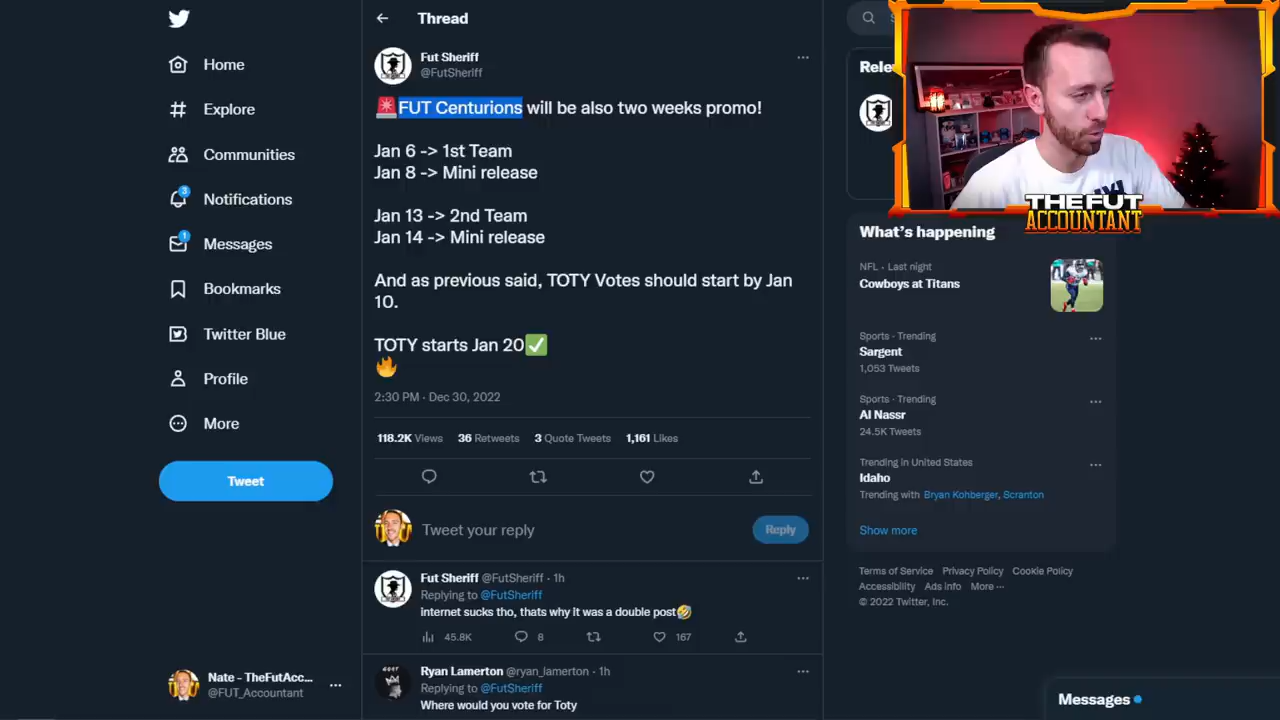 Home
Explore
Communities
3
Notifications
1
Messages
Bookmarks
Twitter Blue
Profile
More
Tweet
Nate - TheFutAcc...
@FUT_Accountant
Thread
Fut Sheriff
@FutSheriff
🚨FUT Centurions will be also two weeks promo!
Jan 6 -> 1st Team
Jan 8 -> Mini release
Jan 13 -> 2nd Team
Jan 14 -> Mini release
And as previous said, TOTY Votes should start by Jan
10.
TOTY starts Jan 20✅
🔥
2:30 PM · Dec 30, 2022
118.2K Views 36 Retweets 3 Quote Tweets 1,161 Likes
Tweet your reply
Reply
Fut Sheriff @FutSheriff · 1h
Replying to @FutSheriff
internet sucks tho, thats why it was a double post🤣
45.8K 8 167
Ryan Lamerton @ryan_lamerton · 1h
Replying to @FutSheriff
Where would you vote for Toty
THE FUT
ACCOUNTANT
What's happening
NFL · Last night
Cowboys at Titans
Sports · Trending
Sargent
1,053 Tweets
Sports · Trending
Al Nassr
24.5K Tweets
Trending in United States
Idaho
Trending with Bryan Kohberger, Scranton
Show more
Terms of Service Privacy Policy Cookie Policy
Accessibility Ads info More ···
© 2022 Twitter, Inc.
Messages